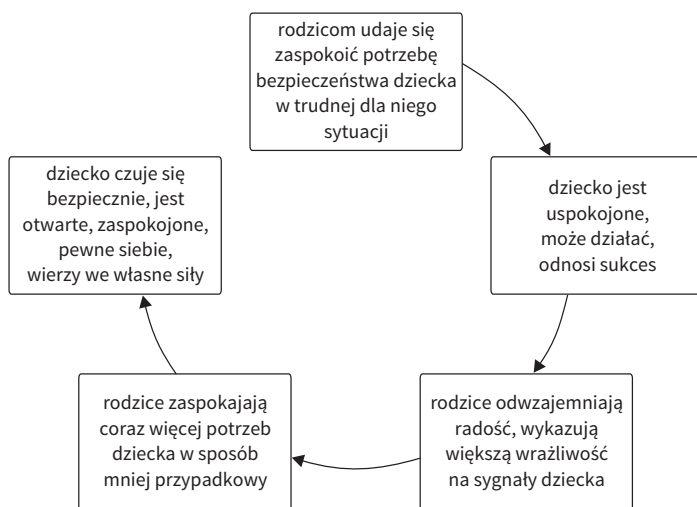 rodzicom udaje się
zaspokoić potrzebę
bezpieczeństwa dziecka
w trudnej dla niego
sytuacji
dziecko jest
uspokojone,
może działać,
odnosi sukces
rodzice odwzajemniają
radość, wykazują
większą wrażliwość
na sygnały dziecka
rodzice zaspokajają
coraz więcej potrzeb
dziecka w sposób
mniej przypadkowy
dziecko czuje się
bezpiecznie, jest
otwarte, zaspokojone,
pewne siebie,
wierzy we własne siły